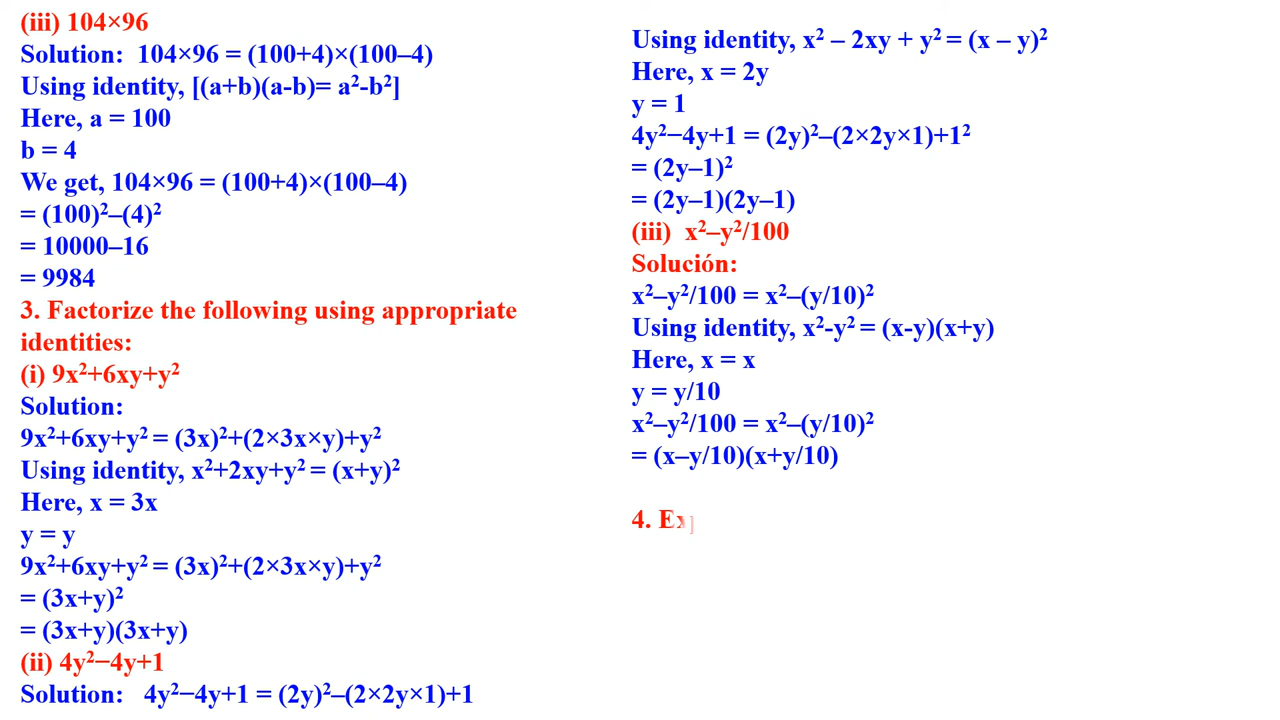 (iii) 104×96
Solution: 104×96 = (100+4)×(100–4)
Using identity, [(a+b)(a-b)= a²-b²]
Here, a = 100
b = 4
We get, 104×96 = (100+4)×(100–4)
= (100)²–(4)²
= 10000–16
= 9984
3. Factorize the following using appropriate
identities:
(i) 9x²+6xy+y²
Solution:
9x²+6xy+y² = (3x)²+(2×3x×y)+y²
Using identity, x²+2xy+y² = (x+y)²
Here, x = 3x
y = y
9x²+6xy+y² = (3x)²+(2×3x×y)+y²
= (3x+y)²
= (3x+y)(3x+y)
(ii) 4y²−4y+1
Solution: 4y²−4y+1 = (2y)²–(2×2y×1)+1
Using identity, x² – 2xy + y² = (x – y)²
Here, x = 2y
y = 1
4y²−4y+1 = (2y)²–(2×2y×1)+1²
= (2y–1)²
= (2y–1)(2y–1)
(iii) x²–y²/100
Solución:
x²–y²/100 = x²–(y/10)²
Using identity, x²-y² = (x-y)(x+y)
Here, x = x
y = y/10
x²–y²/100 = x²–(y/10)²
= (x–y/10)(x+y/10)
4. Ex